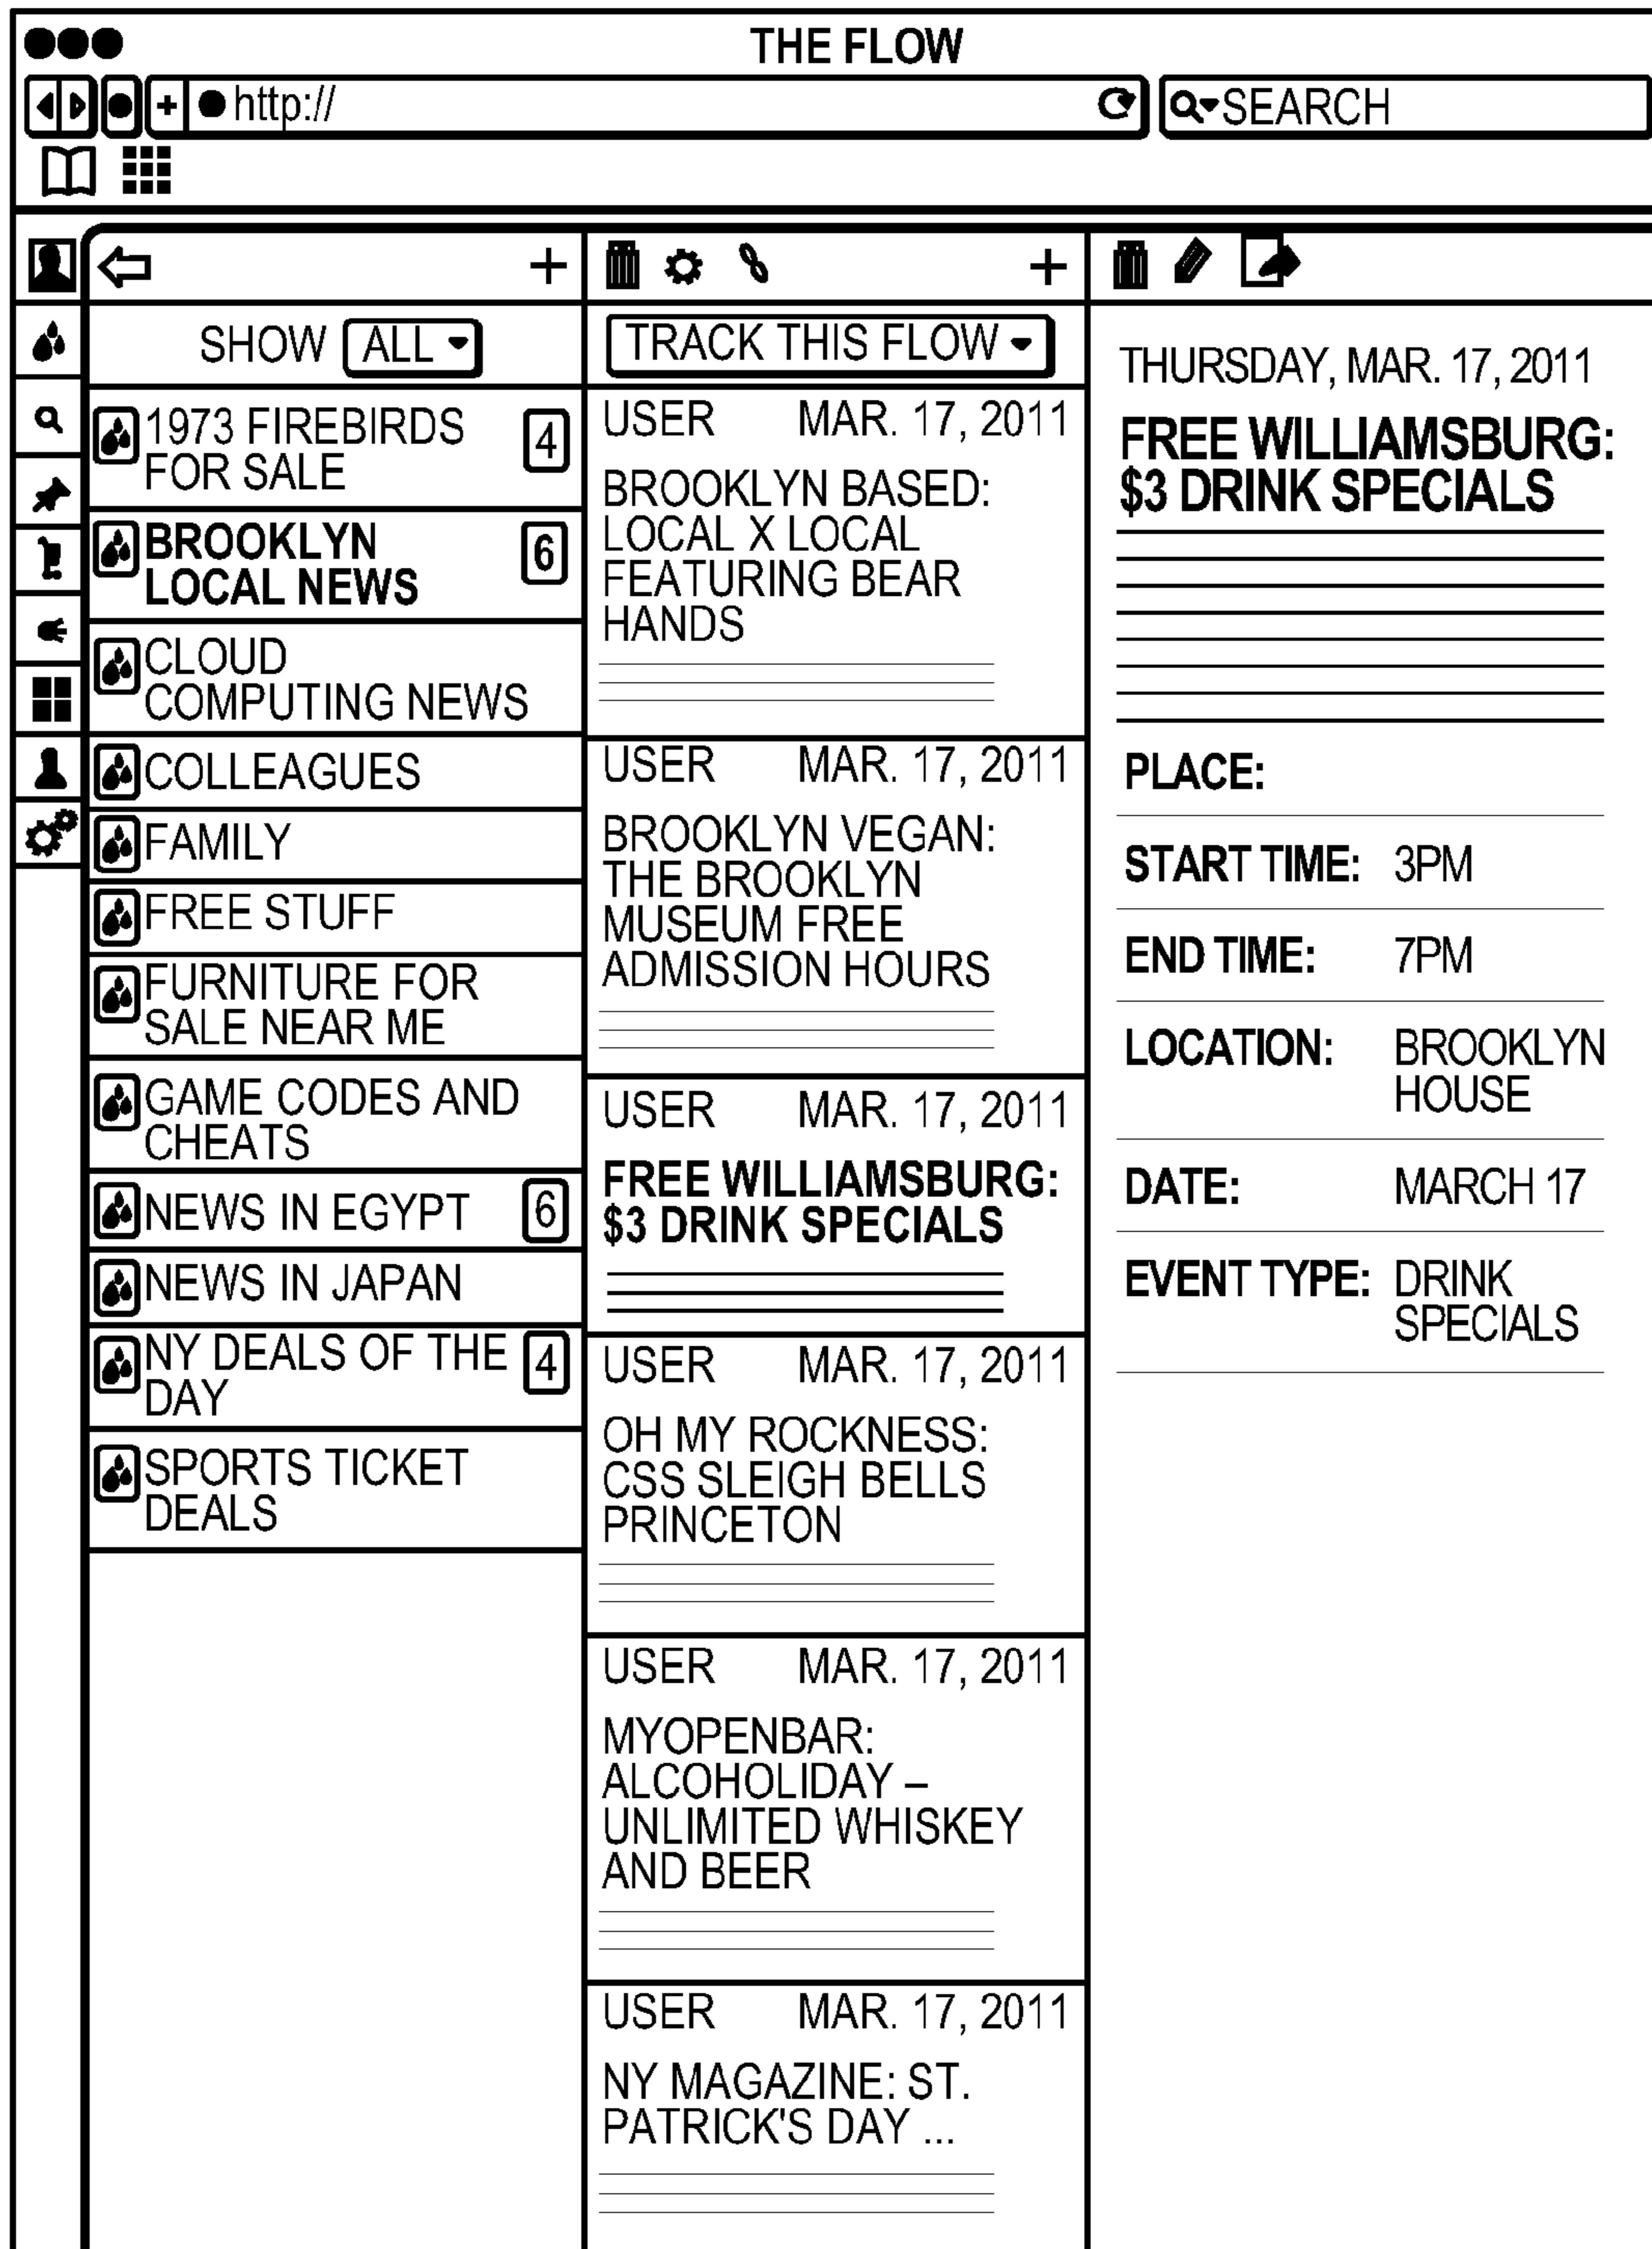 THE FLOW
http://
SEARCH
SHOW ALL
1973 FIREBIRDS
FOR SALE
4
BROOKLYN
LOCAL NEWS
6
CLOUD
COMPUTING NEWS
COLLEAGUES
FAMILY
FREE STUFF
FURNITURE FOR
SALE NEAR ME
GAME CODES AND
CHEATS
NEWS IN EGYPT
6
NEWS IN JAPAN
NY DEALS OF THE
DAY
4
SPORTS TICKET
DEALS
TRACK THIS FLOW
USER MAR. 17, 2011
BROOKLYN BASED:
LOCAL X LOCAL
FEATURING BEAR
HANDS
USER MAR. 17, 2011
BROOKLYN VEGAN:
THE BROOKLYN
MUSEUM FREE
ADMISSION HOURS
USER MAR. 17, 2011
FREE WILLIAMSBURG:
$3 DRINK SPECIALS
USER MAR. 17, 2011
OH MY ROCKNESS:
CSS SLEIGH BELLS
PRINCETON
USER MAR. 17, 2011
MYOPENBAR:
ALCOHOLIDAY –
UNLIMITED WHISKEY
AND BEER
USER MAR. 17, 2011
NY MAGAZINE: ST.
PATRICK'S DAY ...
THURSDAY, MAR. 17, 2011
FREE WILLIAMSBURG:
$3 DRINK SPECIALS
PLACE:
START TIME: 3PM
END TIME: 7PM
LOCATION: BROOKLYN
HOUSE
DATE: MARCH 17
EVENT TYPE: DRINK
SPECIALS